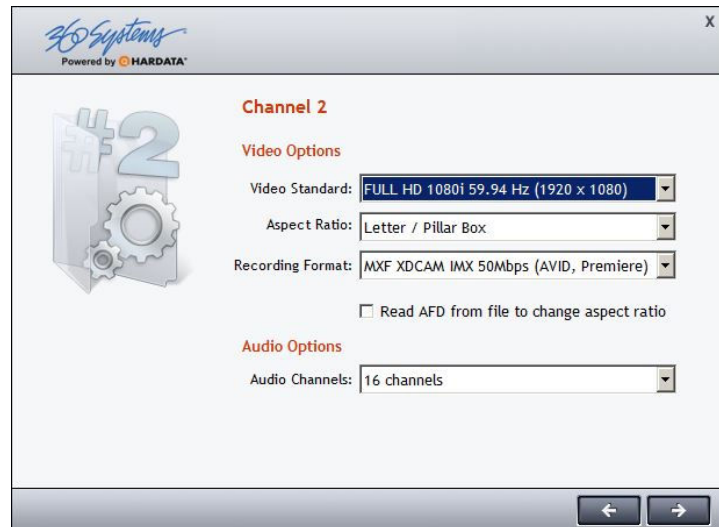 X
360 Systems
Powered by HARDATA
#2
Channel 2
Video Options
Video Standard: FULL HD 1080i 59.94 Hz (1920 x 1080)
Aspect Ratio: Letter / Pillar Box
Recording Format: MXF XDCAM IMX 50Mbps (AVID, Premiere)
Read AFD from file to change aspect ratio
Audio Options
Audio Channels: 16 channels